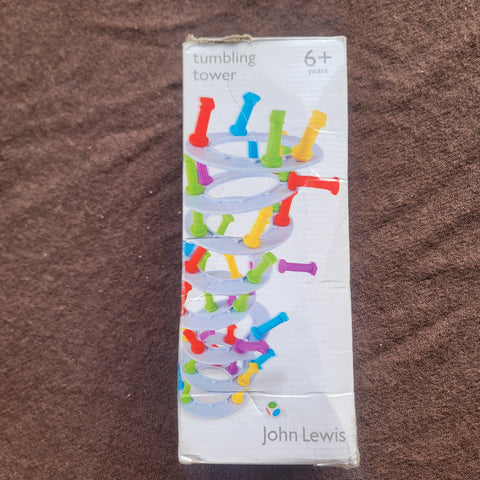 tumbling
tower
6+
years
John Lewis